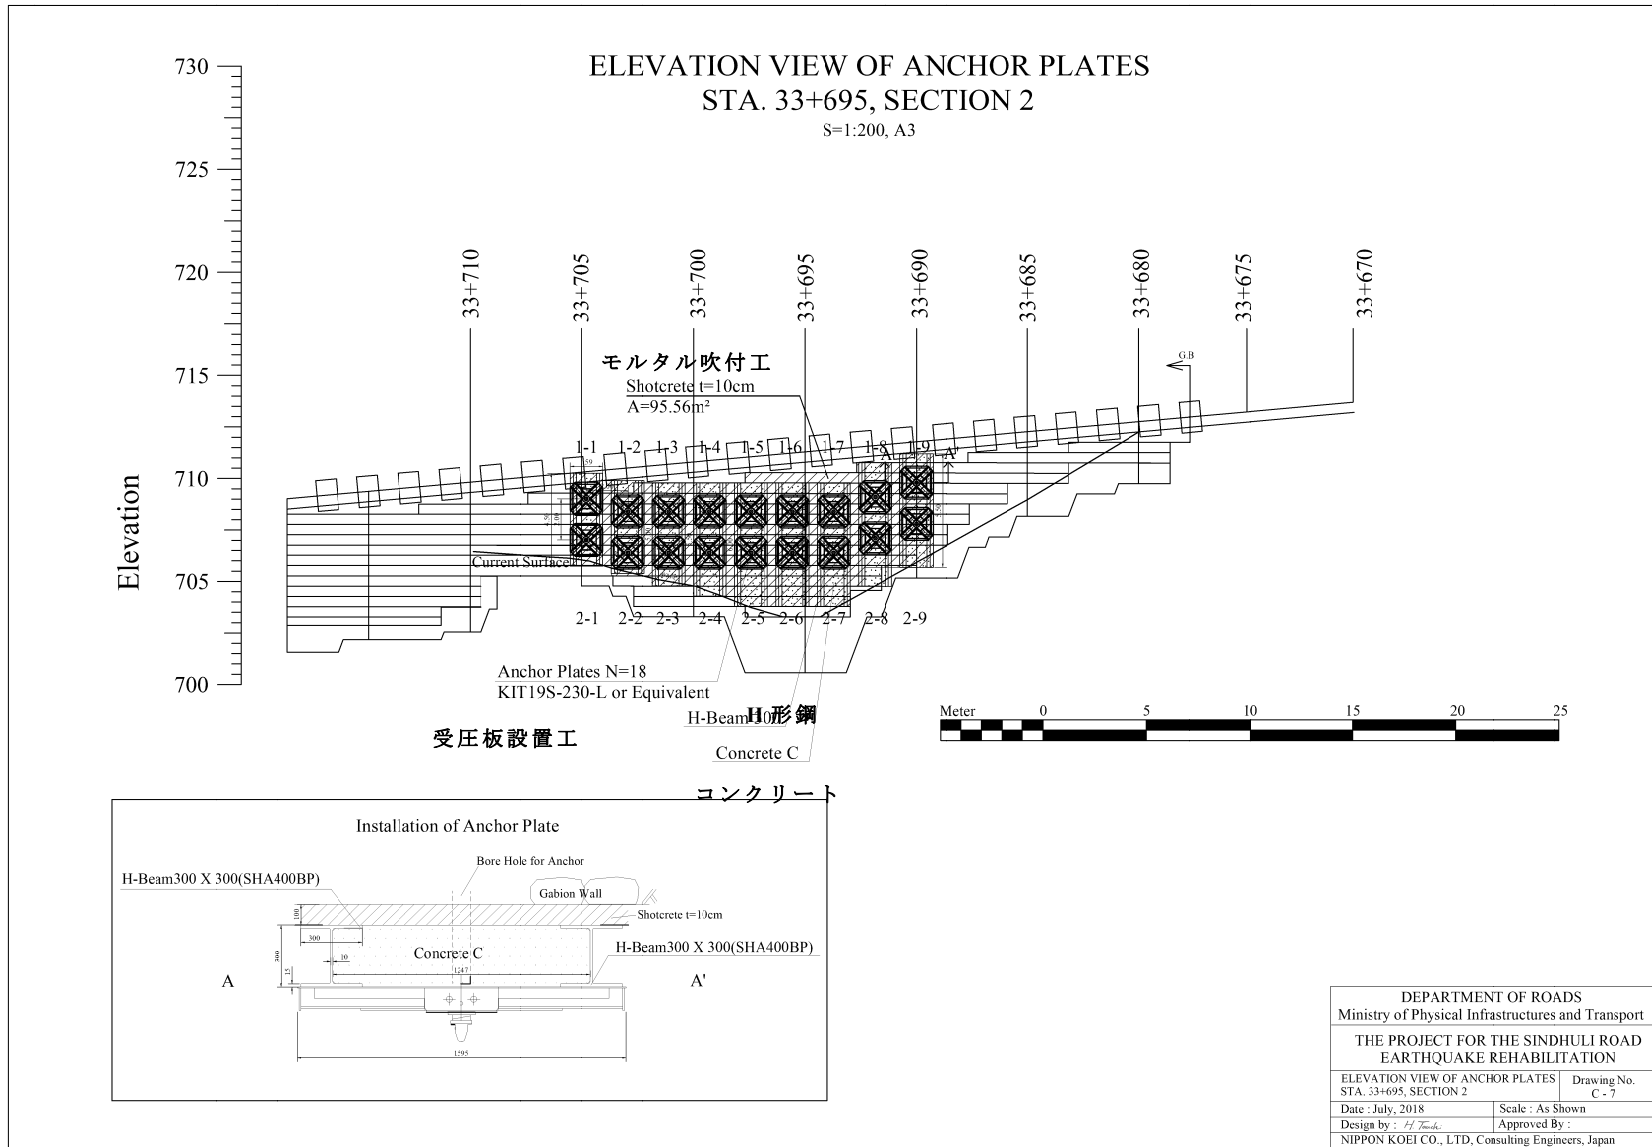 ELEVATION VIEW OF ANCHOR PLATES
STA. 33+695, SECTION 2
S=1:200, A3
730
725
720
715
710
705
700
Elevation
33+710
33+705
33+700
33+695
33+690
33+685
33+680
33+675
33+670
G.B
モルタル吹付工
Shotcrete t=10cm
A=95.56m²
1-1
1-2
1-3
1-4
1-5
1-6
1-7
1-8
1-9
A
A'
Current Surface
2-1
2-2
2-3
2-4
2-5
2-6
2-7
2-8
2-9
Anchor Plates N=18
KIT19S-230-L or Equivalent
H-Beam 300
H形鋼
受圧板設置工
Concrete C
コンクリート
Meter 0 5 10 15 20 25
Installation of Anchor Plate
Bore Hole for Anchor
H-Beam300 X 300(SHA400BP)
Gabion Wall
100
Shotcrete t=10cm
300
300
Concrete C
H-Beam300 X 300(SHA400BP)
10
1247
15
A
A'
1595
DEPARTMENT OF ROADS
Ministry of Physical Infrastructures and Transport
THE PROJECT FOR THE SINDHULI ROAD
EARTHQUAKE REHABILITATION
ELEVATION VIEW OF ANCHOR PLATES
STA. 33+695, SECTION 2
Drawing No.
C - 7
Date : July, 2018
Scale : As Shown
Design by :
Approved By :
NIPPON KOEI CO., LTD, Consulting Engineers, Japan